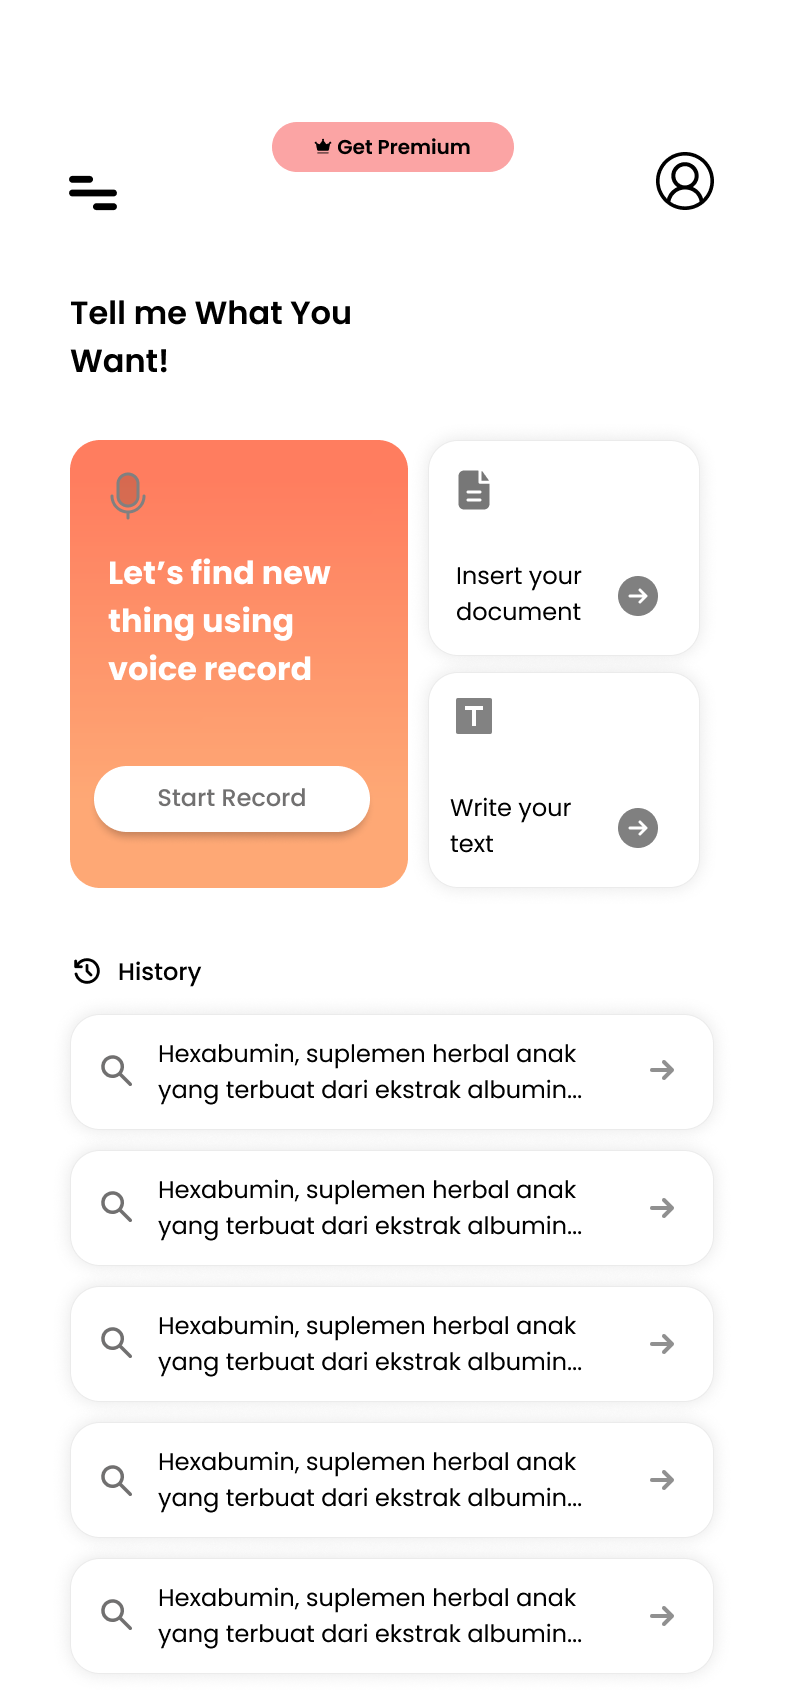 Get Premium
Tell me What You
Want!
Let's find new
thing using
voice record
Start Record
Insert your
document
T
Write your
text
History
Hexabumin, suplemen herbal anak
yang terbuat dari ekstrak albumin...
Hexabumin, suplemen herbal anak
yang terbuat dari ekstrak albumin...
Hexabumin, suplemen herbal anak
yang terbuat dari ekstrak albumin...
Hexabumin, suplemen herbal anak
yang terbuat dari ekstrak albumin...
Hexabumin, suplemen herbal anak
yang terbuat dari ekstrak albumin...